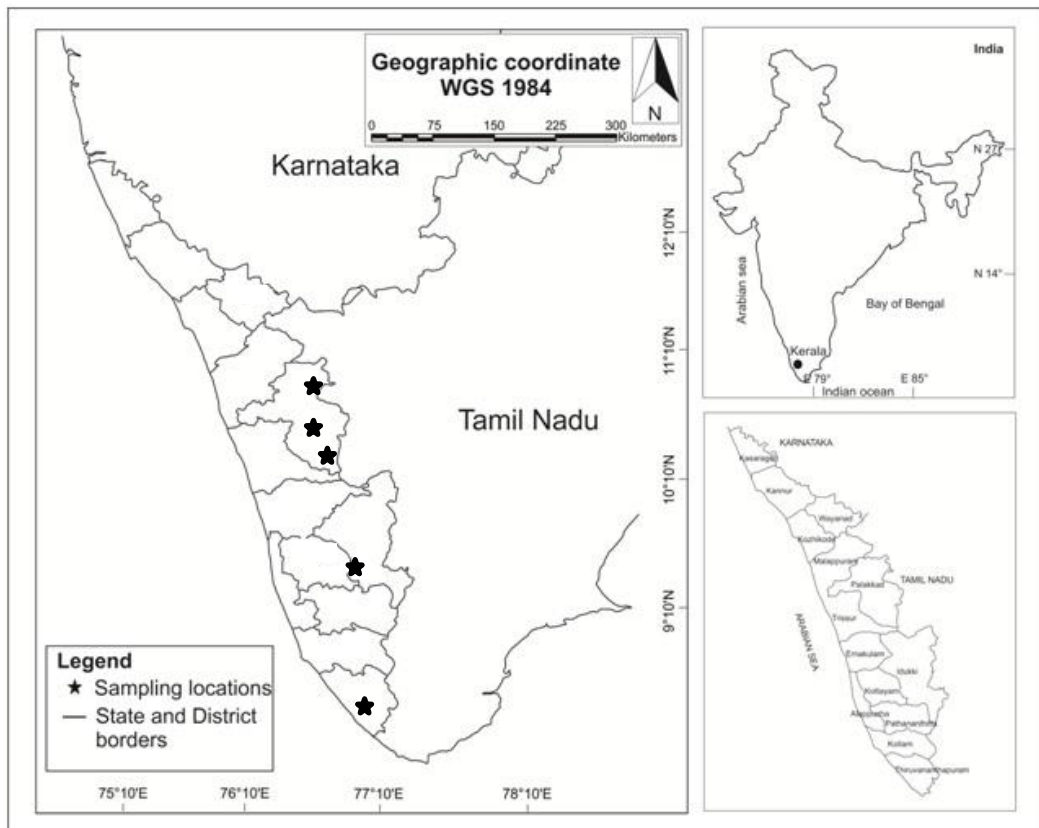 Geographic coordinate
WGS 1984
N
0 75 150 225 300
Kilometers
Karnataka
Tamil Nadu
12°10'N
11°10'N
10°10'N
9°10'N
Legend
Sampling locations
State and District
borders
75°10'E
76°10'E
77°10'E
78°10'E
India
N 27°
N 14°
Arabian sea
Bay of Bengal
Kerala
E 79°
E 85°
Indian ocean
KARNATAKA
Kasaragod
Kannur
Wayanad
Kozhikode
Malappuram
Palakkad
TAMIL NADU
Trissur
ARABIAN SEA
Ernakulam
Idukki
Kottayam
Alappuzha
Pathanamthitta
Kollam
Thiruvananthapuram